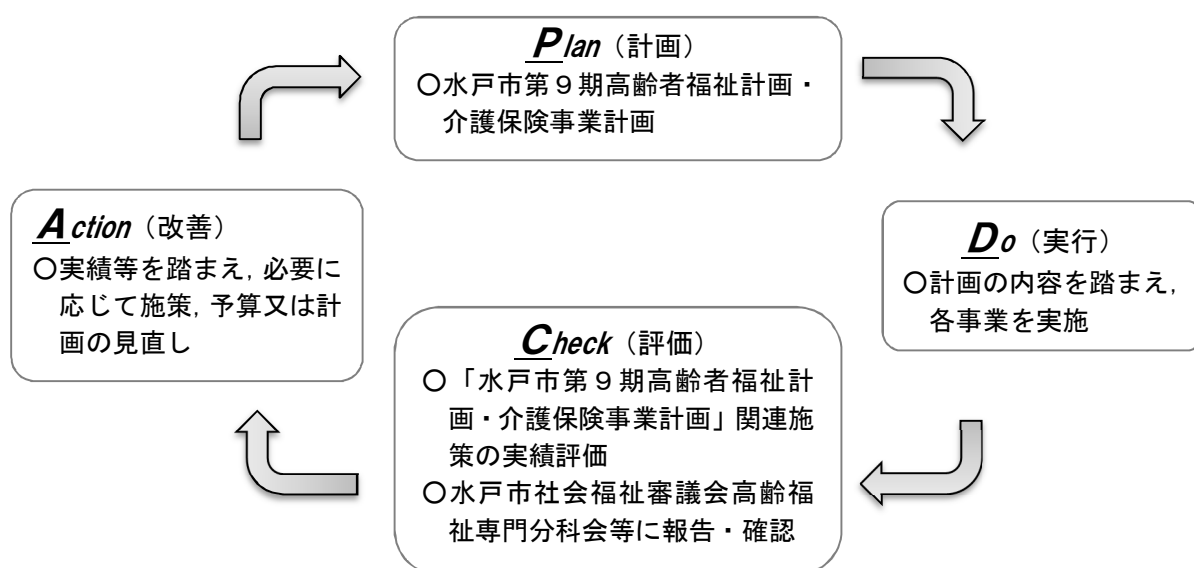 Plan（計画）
〇水戸市第９期高齢者福祉計画・
介護保険事業計画
Do（実行）
〇計画の内容を踏まえ，
各事業を実施
Check（評価）
〇「水戸市第９期高齢者福祉計
画・介護保険事業計画」関連施
策の実績評価
〇水戸市社会福祉審議会高齢福
祉専門分科会等に報告・確認
Action（改善）
〇実績等を踏まえ，必要に
応じて施策，予算又は計
画の見直し